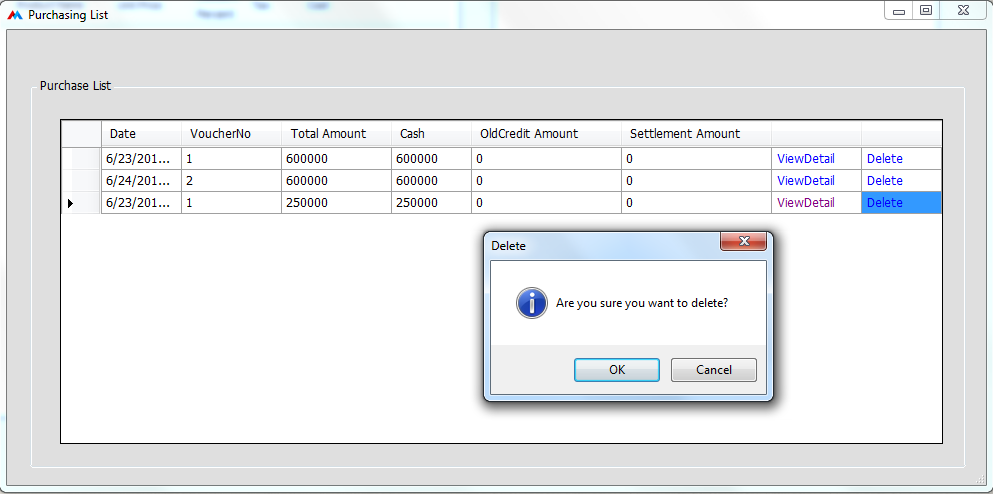 Purchasing List
Purchase List
Date VoucherNo Total Amount Cash OldCredit Amount Settlement Amount
6/23/201... 1 600000 600000 0 0 ViewDetail Delete
6/24/201... 2 600000 600000 0 0 ViewDetail Delete
6/23/201... 1 250000 250000 0 0 ViewDetail Delete
Delete
Are you sure you want to delete?
OK Cancel